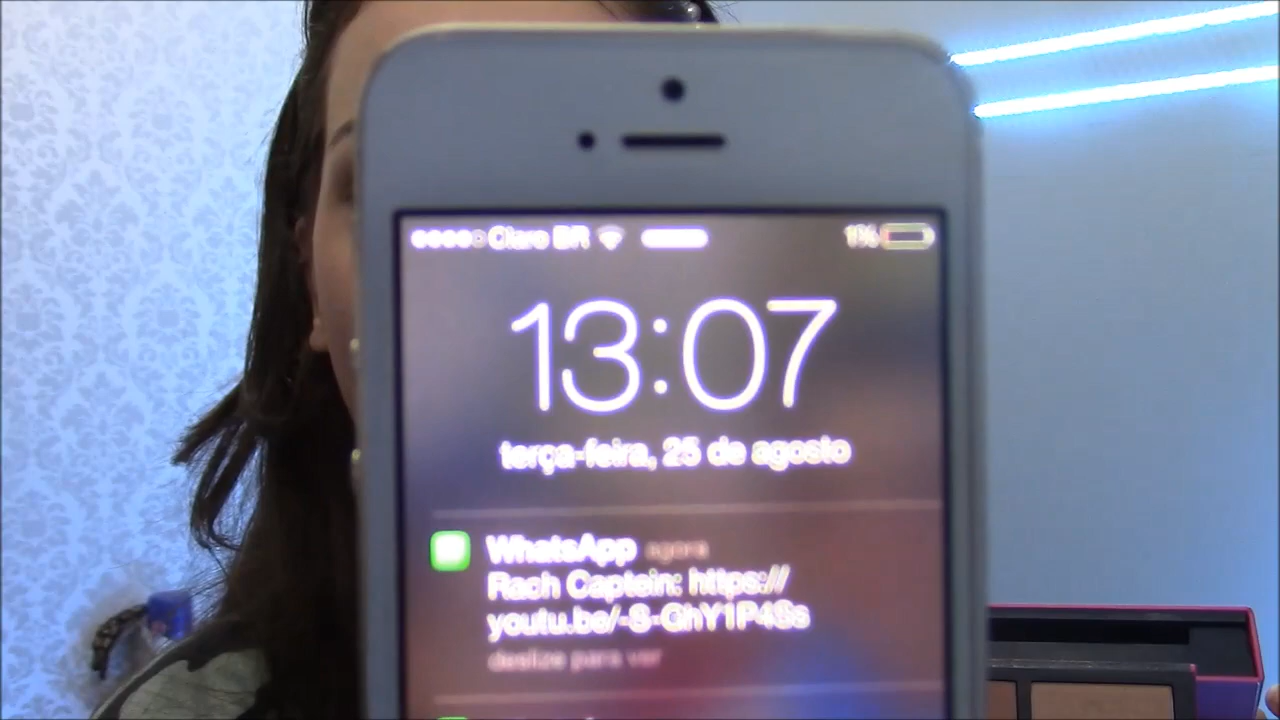 Claro BR 1%
13:07
terça-feira, 25 de agosto
WhatsApp agora
Rach Captein: https://
youtu.be/-S-GhY1P4Ss
deslize para ver